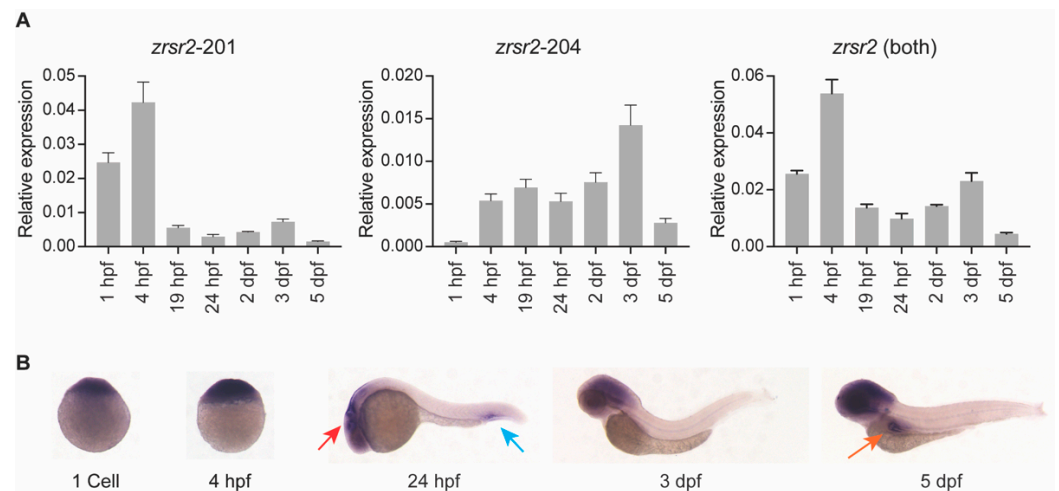 A
zrsr2-201
zrsr2-204
zrsr2 (both)
Relative expression
0.05
0.04
0.03
0.02
0.01
0.00
1 hpf
4 hpf
19 hpf
24 hpf
2 dpf
3 dpf
5 dpf
Relative expression
0.020
0.015
0.010
0.005
0.000
1 hpf
4 hpf
19 hpf
24 hpf
2 dpf
3 dpf
5 dpf
Relative expression
0.06
0.04
0.02
0.00
1 hpf
4 hpf
19 hpf
24 hpf
2 dpf
3 dpf
5 dpf
B
1 Cell
4 hpf
24 hpf
3 dpf
5 dpf